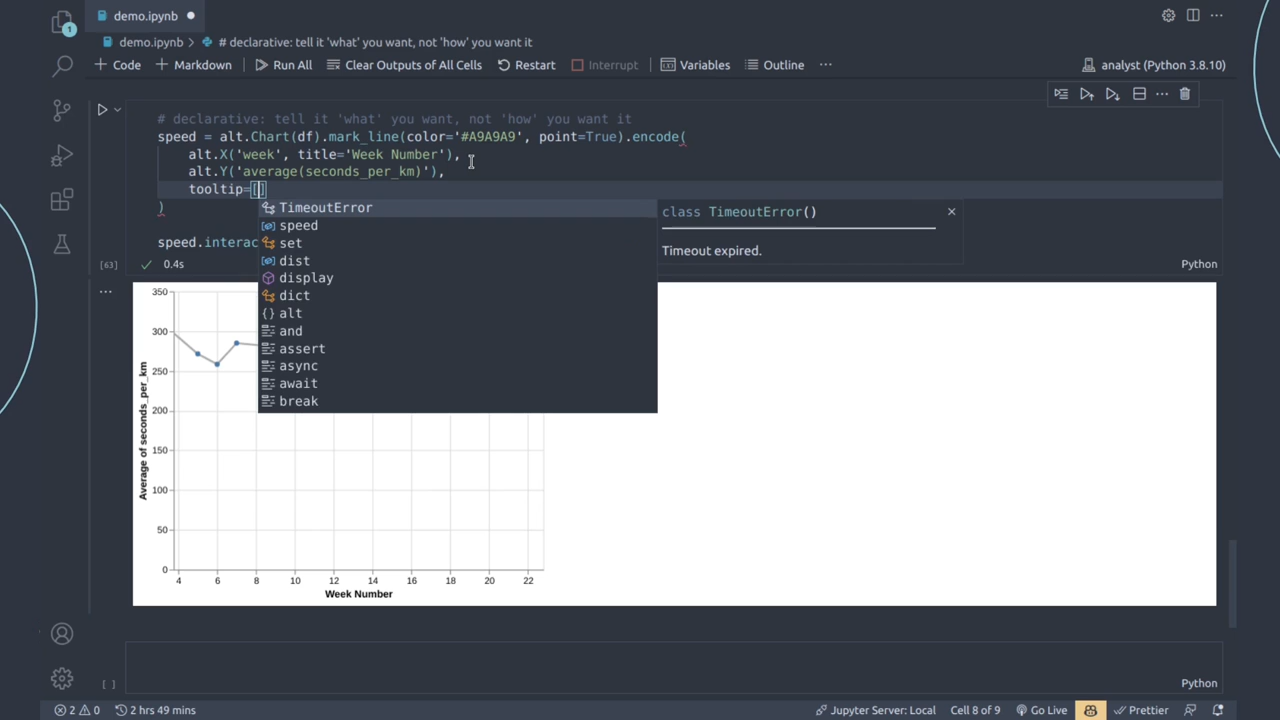 demo.ipynb
1
demo.ipynb > # declarative: tell it 'what' you want, not 'how' you want it
+ Code + Markdown Run All Clear Outputs of All Cells Restart Interrupt Variables Outline ... analyst (Python 3.8.10)
# declarative: tell it 'what' you want, not 'how' you want it
speed = alt.Chart(df).mark_line(color='#A9A9A9', point=True).encode(
alt.X('week', title='Week Number'),
alt.Y('average(seconds_per_km)'),
tooltip=[]
)
speed.interac
TimeoutError
speed
set
dist
display
dict
{} alt
and
assert
async
await
break
class TimeoutError()
Timeout expired.
[63]
0.4s
Python
350
300
250
200
150
100
50
0
Average of seconds_per_km
4 6 8 10 12 14 16 18 20 22
Week Number
[ ]
Python
2 0 2 hrs 49 mins Jupyter Server: Local Cell 8 of 9 Go Live Prettier